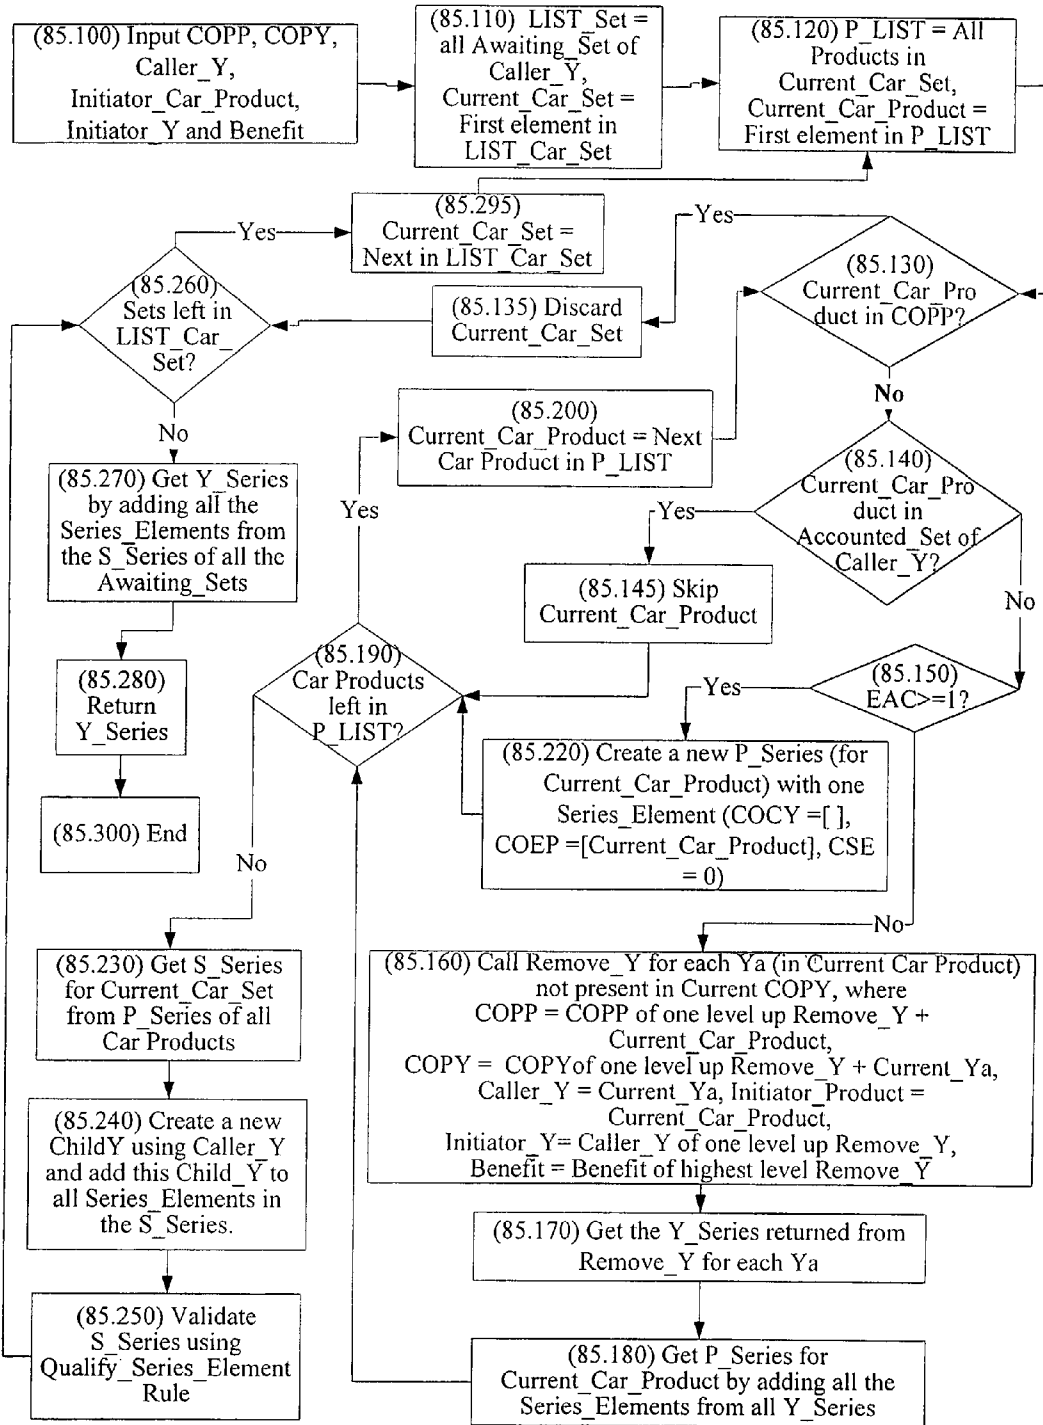 (85.100) Input COPP, COPY,
Caller_Y,
Initiator_Car_Product,
Initiator_Y and Benefit
(85.110) LIST_Set =
all Awaiting_Set of
Caller_Y,
Current_Car_Set =
First element in
LIST_Car_Set
(85.120) P_LIST = All
Products in
Current_Car_Set,
Current_Car_Product =
First element in P_LIST
(85.295)
Current_Car_Set =
Next in LIST_Car_Set
Yes
Yes
(85.260)
Sets left in
LIST_Car_
Set?
(85.135) Discard
Current_Car_Set
(85.130)
Current_Car_Pro
duct in COPP?
No
No
(85.200)
Current_Car_Product = Next
Car Product in P_LIST
(85.140)
Current_Car_Pro
duct in
Accounted_Set of
Caller_Y?
(85.270) Get Y_Series
by adding all the
Series_Elements from
the S_Series of all the
Awaiting_Sets
Yes
Yes
(85.145) Skip
Current_Car_Product
No
(85.280)
Return
Y_Series
(85.190)
Car Products
left in
P_LIST?
(85.150)
EAC>=1?
Yes
(85.220) Create a new P_Series (for
Current_Car_Product) with one
Series_Element (COCY =[ ],
COEP =[Current_Car_Product], CSE
= 0)
(85.300) End
No
No
(85.230) Get S_Series
for Current_Car_Set
from P_Series of all
Car Products
(85.160) Call Remove_Y for each Ya (in Current Car Product)
not present in Current COPY, where
COPP = COPP of one level up Remove_Y +
Current_Car_Product,
COPY = COPYof one level up Remove_Y + Current_Ya,
Caller_Y = Current_Ya, Initiator_Product =
Current_Car_Product,
Initiator_Y= Caller_Y of one level up Remove_Y,
Benefit = Benefit of highest level Remove_Y
(85.240) Create a new
ChildY using Caller_Y
and add this Child_Y to
all Series_Elements in
the S_Series.
(85.170) Get the Y_Series returned from
Remove_Y for each Ya
(85.250) Validate
S_Series using
Qualify_Series_Element
Rule
(85.180) Get P_Series for
Current_Car_Product by adding all the
Series_Elements from all Y_Series